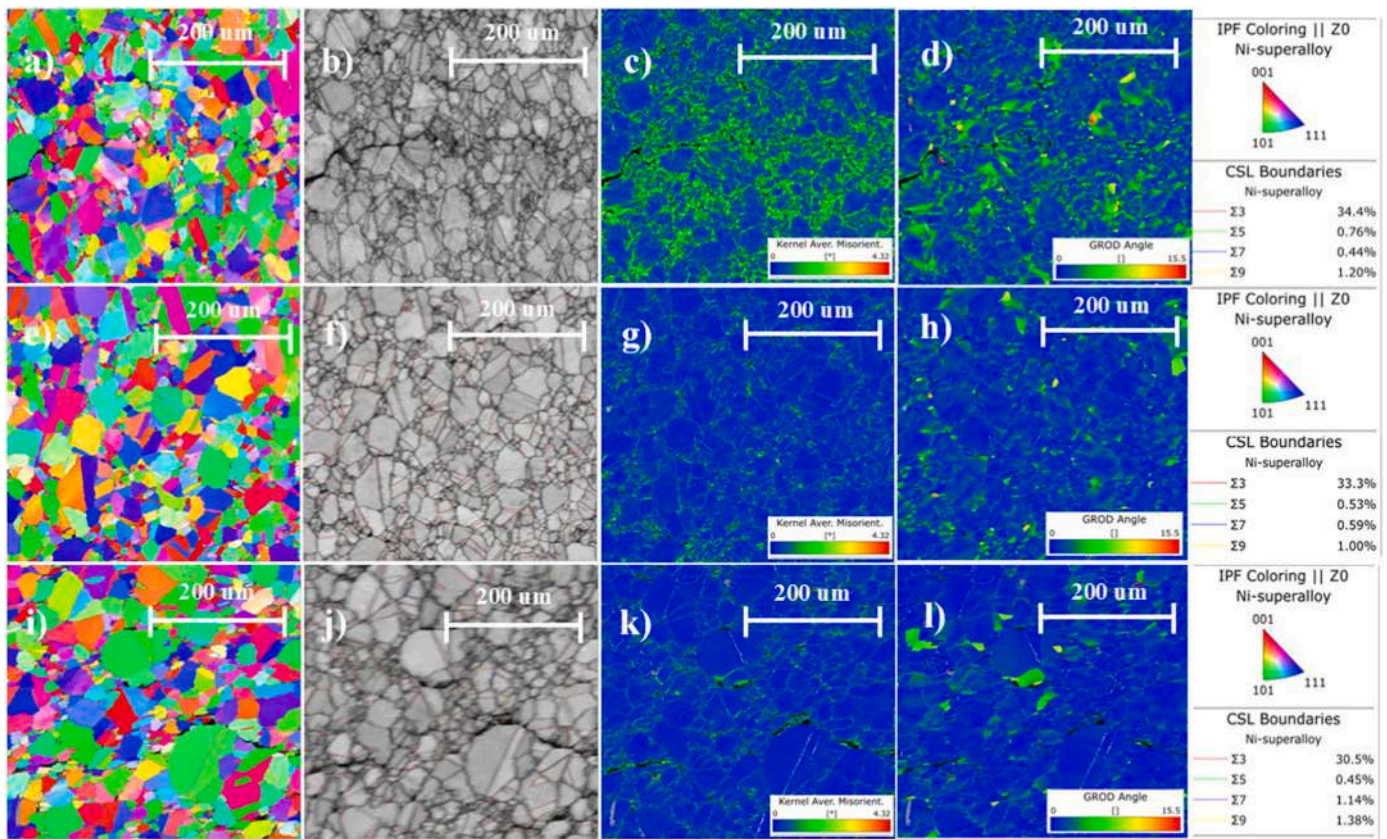 a)
200 um
b)
200 um
c)
200 um
Kernel Aver. Misorient.
0 [°] 4.32
d)
200 um
GROD Angle
0 [] 15.5
IPF Coloring || Z0
Ni-superalloy
001
101
111
CSL Boundaries
Ni-superalloy
Σ3 34.4%
Σ5 0.76%
Σ7 0.44%
Σ9 1.20%
e)
200 um
f)
200 um
g)
200 um
Kernel Aver. Misorient.
0 [°] 4.32
h)
200 um
GROD Angle
0 [] 15.5
IPF Coloring || Z0
Ni-superalloy
001
101
111
CSL Boundaries
Ni-superalloy
Σ3 33.3%
Σ5 0.53%
Σ7 0.59%
Σ9 1.00%
i)
200 um
j)
200 um
k)
200 um
Kernel Aver. Misorient.
0 [°] 4.32
l)
200 um
GROD Angle
0 [] 15.5
IPF Coloring || Z0
Ni-superalloy
001
101
111
CSL Boundaries
Ni-superalloy
Σ3 30.5%
Σ5 0.45%
Σ7 1.14%
Σ9 1.38%